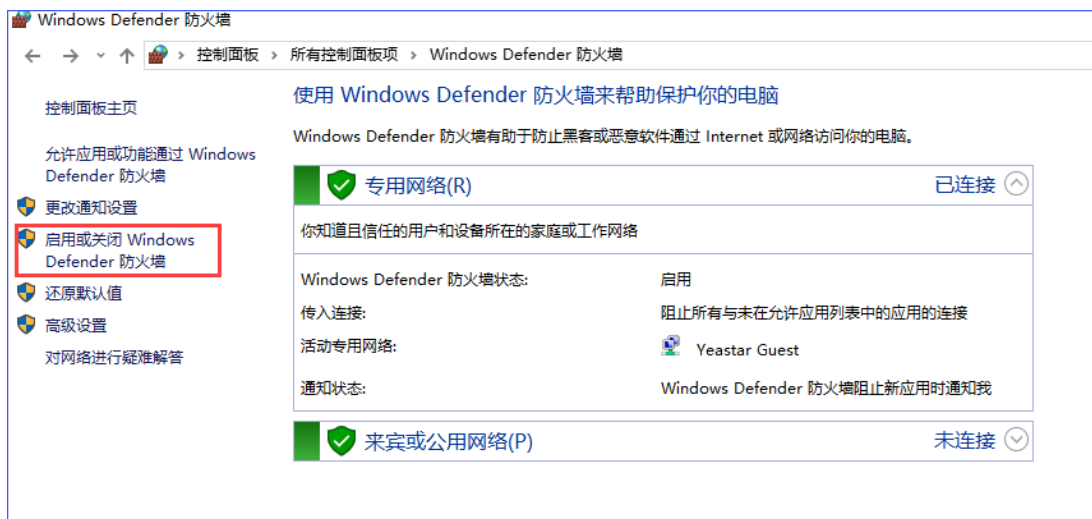 Windows Defender 防火墙
控制面板 › 所有控制面板项 › Windows Defender 防火墙
控制面板主页
允许应用或功能通过 Windows
Defender 防火墙
更改通知设置
启用或关闭 Windows
Defender 防火墙
还原默认值
高级设置
对网络进行疑难解答
使用 Windows Defender 防火墙来帮助保护你的电脑
Windows Defender 防火墙有助于防止黑客或恶意软件通过 Internet 或网络访问你的电脑。
专用网络(R) 已连接
你知道且信任的用户和设备所在的家庭或工作网络
Windows Defender 防火墙状态: 启用
传入连接: 阻止所有与未在允许应用列表中的应用的连接
活动专用网络: Yeastar Guest
通知状态: Windows Defender 防火墙阻止新应用时通知我
来宾或公用网络(P) 未连接